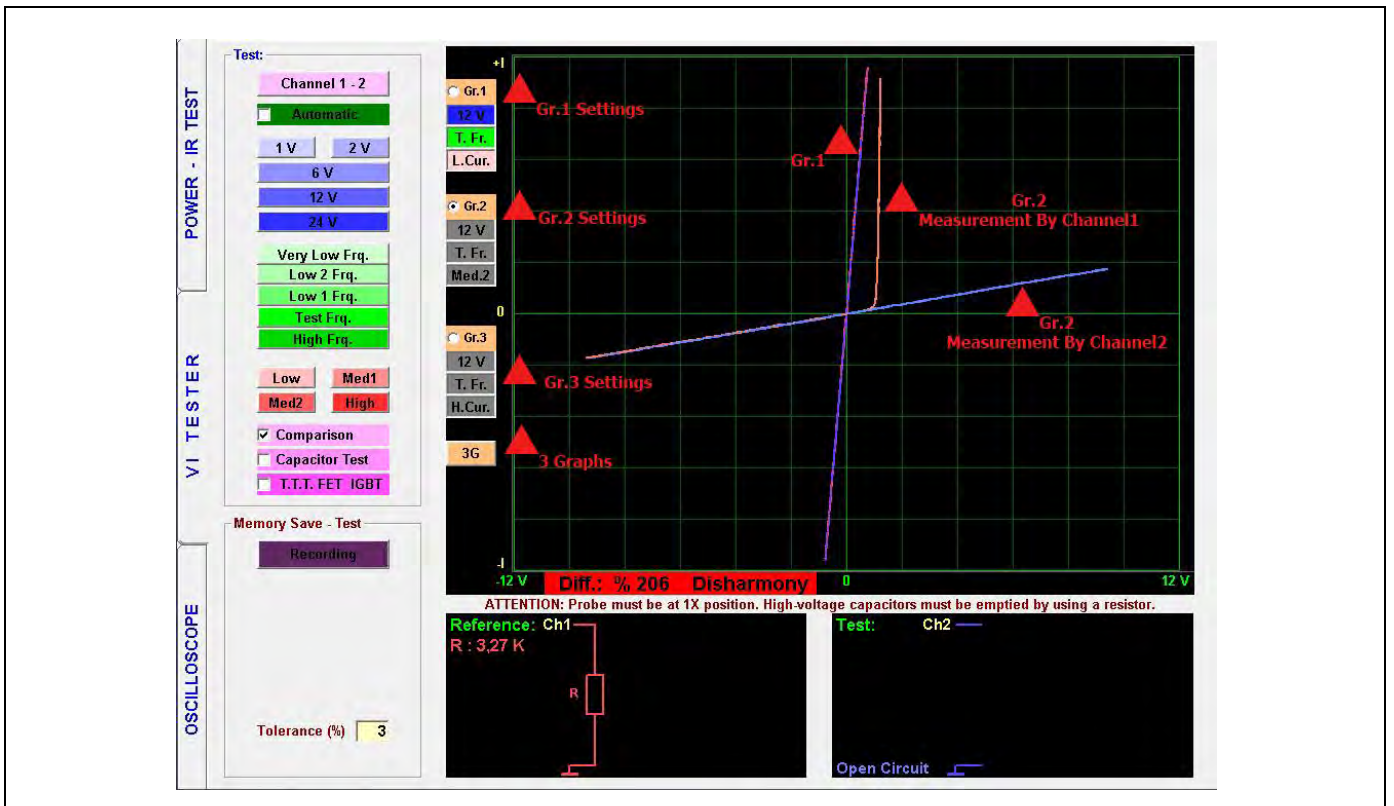 POWER - IR TEST
VI TESTER
OSCILLOSCOPE
Test:
Channel 1 - 2
Automatic
1 V
2 V
6 V
12 V
24 V
Very Low Frq.
Low 2 Frq.
Low 1 Frq.
Test Frq.
High Frq.
Low
Med1
Med2
High
Comparison
Capacitor Test
T.T.T. FET IGBT
Memory Save - Test
Recording
Tolerance (%) 3
+I
0
-I
Gr.1
12 V
T. Fr.
L.Cur.
Gr.2
12 V
T. Fr.
Med.2
Gr.3
12 V
T. Fr.
H.Cur.
3G
Gr.1 Settings
Gr.2 Settings
Gr.3 Settings
3 Graphs
Gr.1
Gr.2
Measurement By Channel1
Gr.2
Measurement By Channel2
-12 V
Diff.: % 206 Disharmony
0
12 V
ATTENTION: Probe must be at 1X position. High-voltage capacitors must be emptied by using a resistor.
Reference: Ch1
R : 3,27 K
R
Test: Ch2
Open Circuit